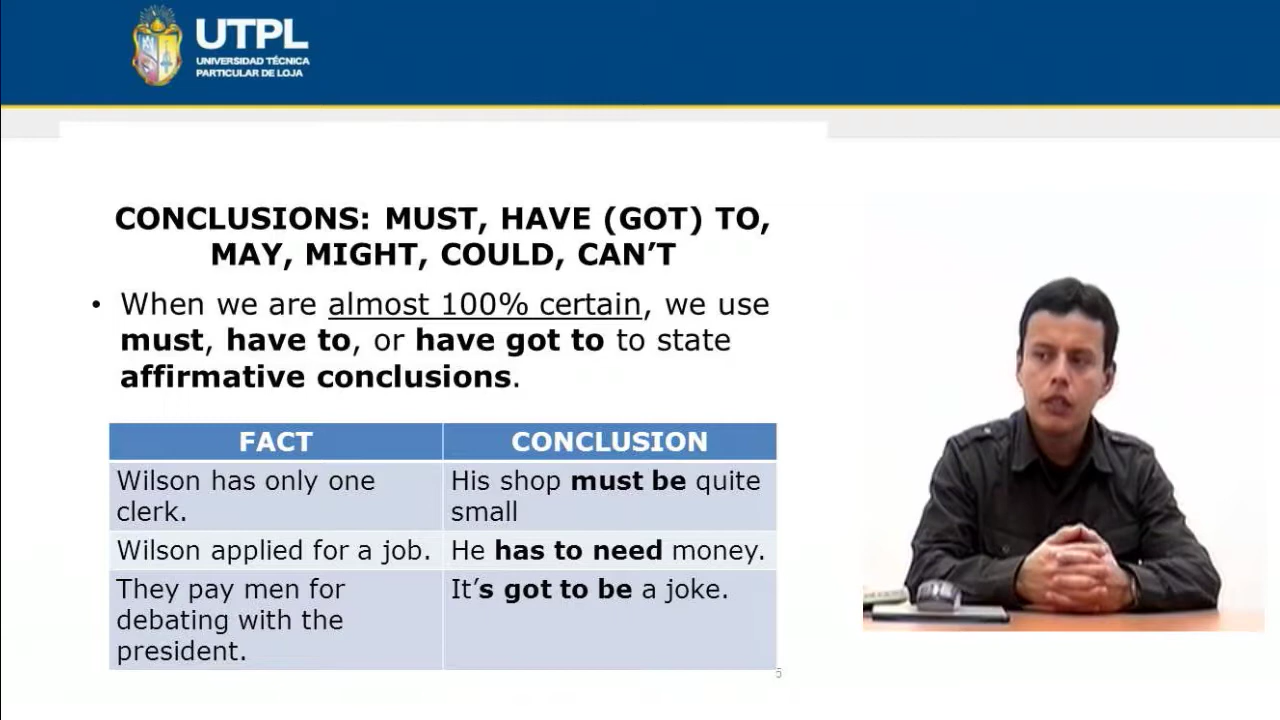 UTPL
UNIVERSIDAD TÉCNICA
PARTICULAR DE LOJA
CONCLUSIONS: MUST, HAVE (GOT) TO,
MAY, MIGHT, COULD, CAN’T
• When we are almost 100% certain, we use
must, have to, or have got to to state
affirmative conclusions.
FACT CONCLUSION
Wilson has only one His shop must be quite
clerk. small
Wilson applied for a job. He has to need money.
They pay men for It’s got to be a joke.
debating with the
president.
5